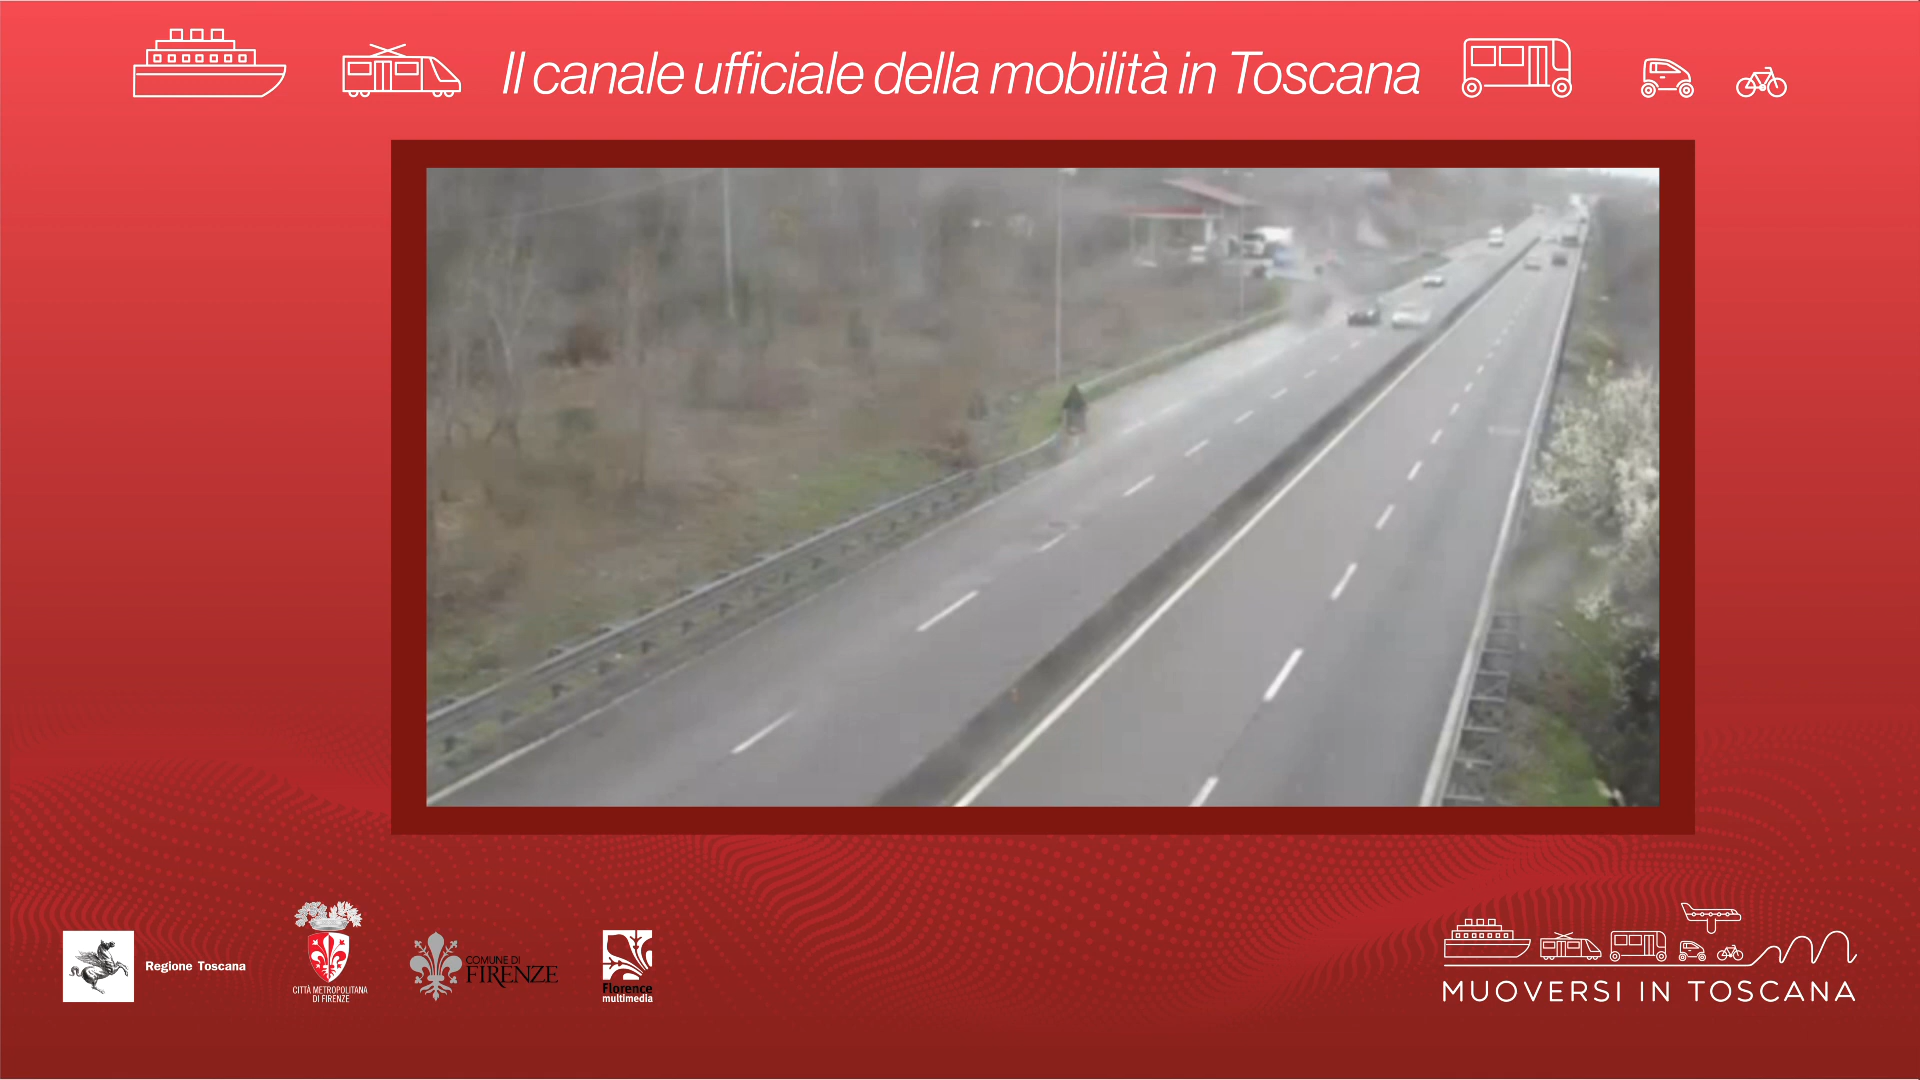 Il canale ufficiale della mobilità in Toscana
Regione Toscana
CITTÀ METROPOLITANA
DI FIRENZE
COMUNE DI
FIRENZE
Florence
multimedia
MUOVERSI IN TOSCANA